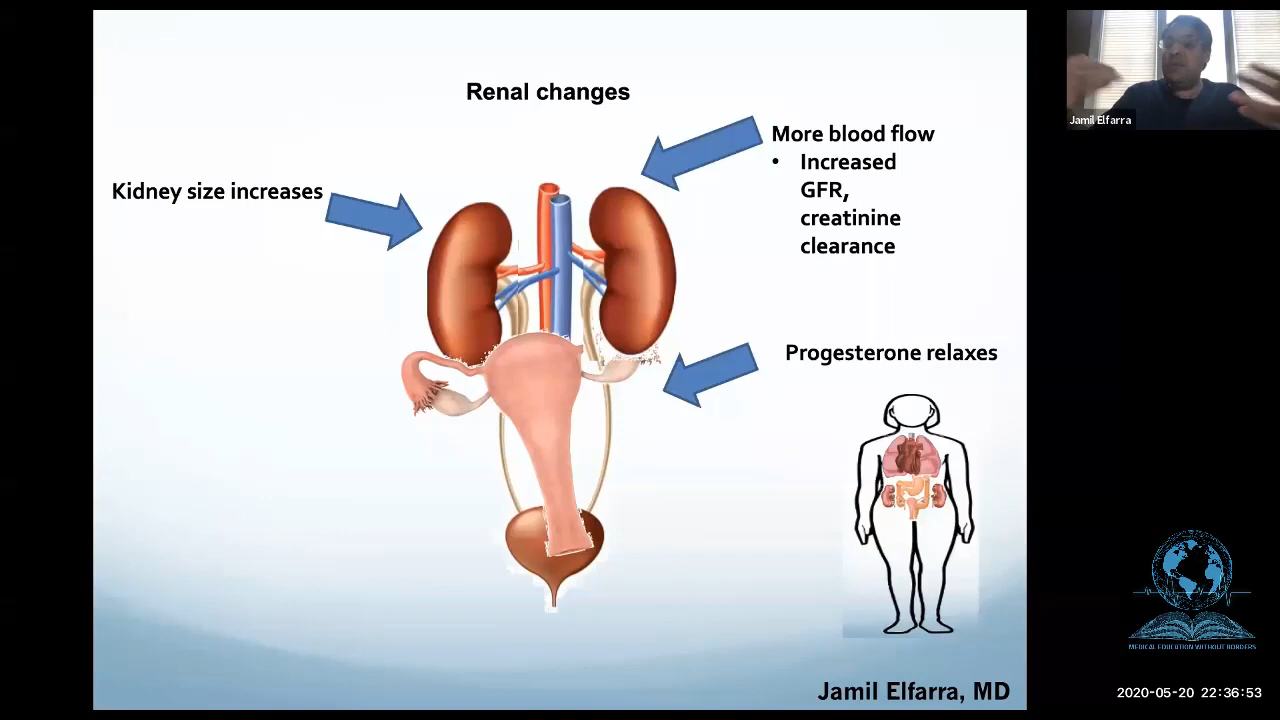 Renal changes
Kidney size increases
More blood flow
• Increased
GFR,
creatinine
clearance
Progesterone relaxes
Jamil Elfarra, MD
Jamil Elfarra
MEDICAL EDUCATION WITHOUT BORDERS
2020-05-20 22:36:53